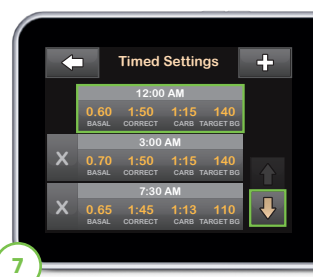 Timed Settings
12:00 AM
0.60 1:50 1:15 140
BASAL CORRECT CARB TARGET BG
3:00 AM
X 0.70 1:50 1:15 140
BASAL CORRECT CARB TARGET BG
7:30 AM
X 0.65 1:45 1:13 110
BASAL CORRECT CARB TARGET BG
7